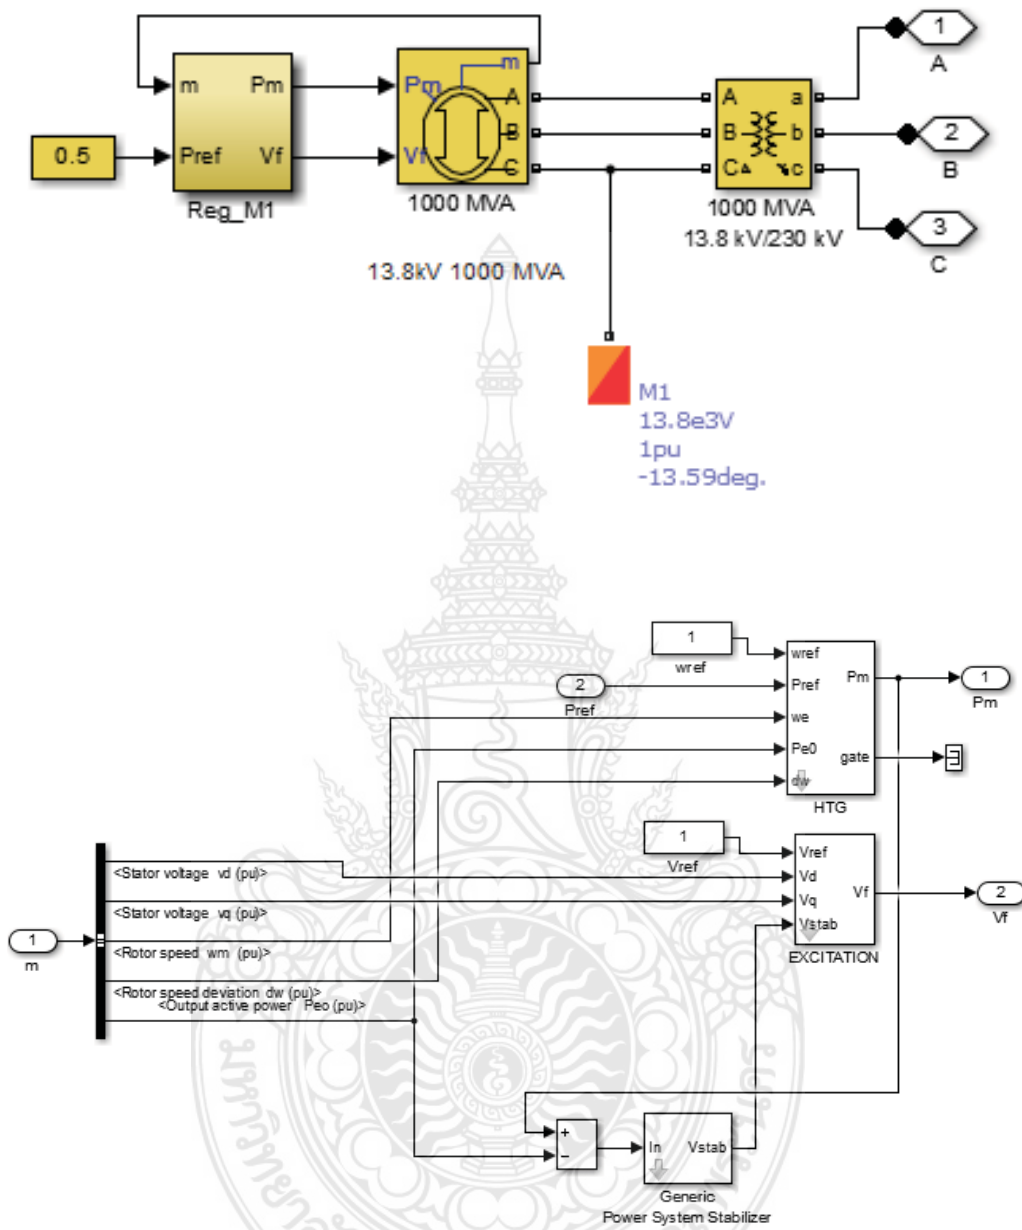 1
A
m Pm
Pm m
A
A a
0.5
B
B b
2
Pref Vf
Vf
C
C c
B
Reg_M1
1000 MVA
1000 MVA
3
13.8 kV/230 kV
C
13.8kV 1000 MVA
M1
13.8e3V
1pu
-13.59deg.
1
wref
wref
2
Pref
Pref
Pm
1
Pm
we
Pe0
gate
dw
HTG
1
Vref
Vref
<Stator voltage vd (pu)>
Vd
Vf
2
Vf
<Stator voltage vq (pu)>
Vq
Vstab
1
m
<Rotor speed wm (pu)>
EXCITATION
<Rotor speed deviation dw (pu)>
<Output active power Peo (pu)>
+
−
In Vstab
Generic
Power System Stabilizer